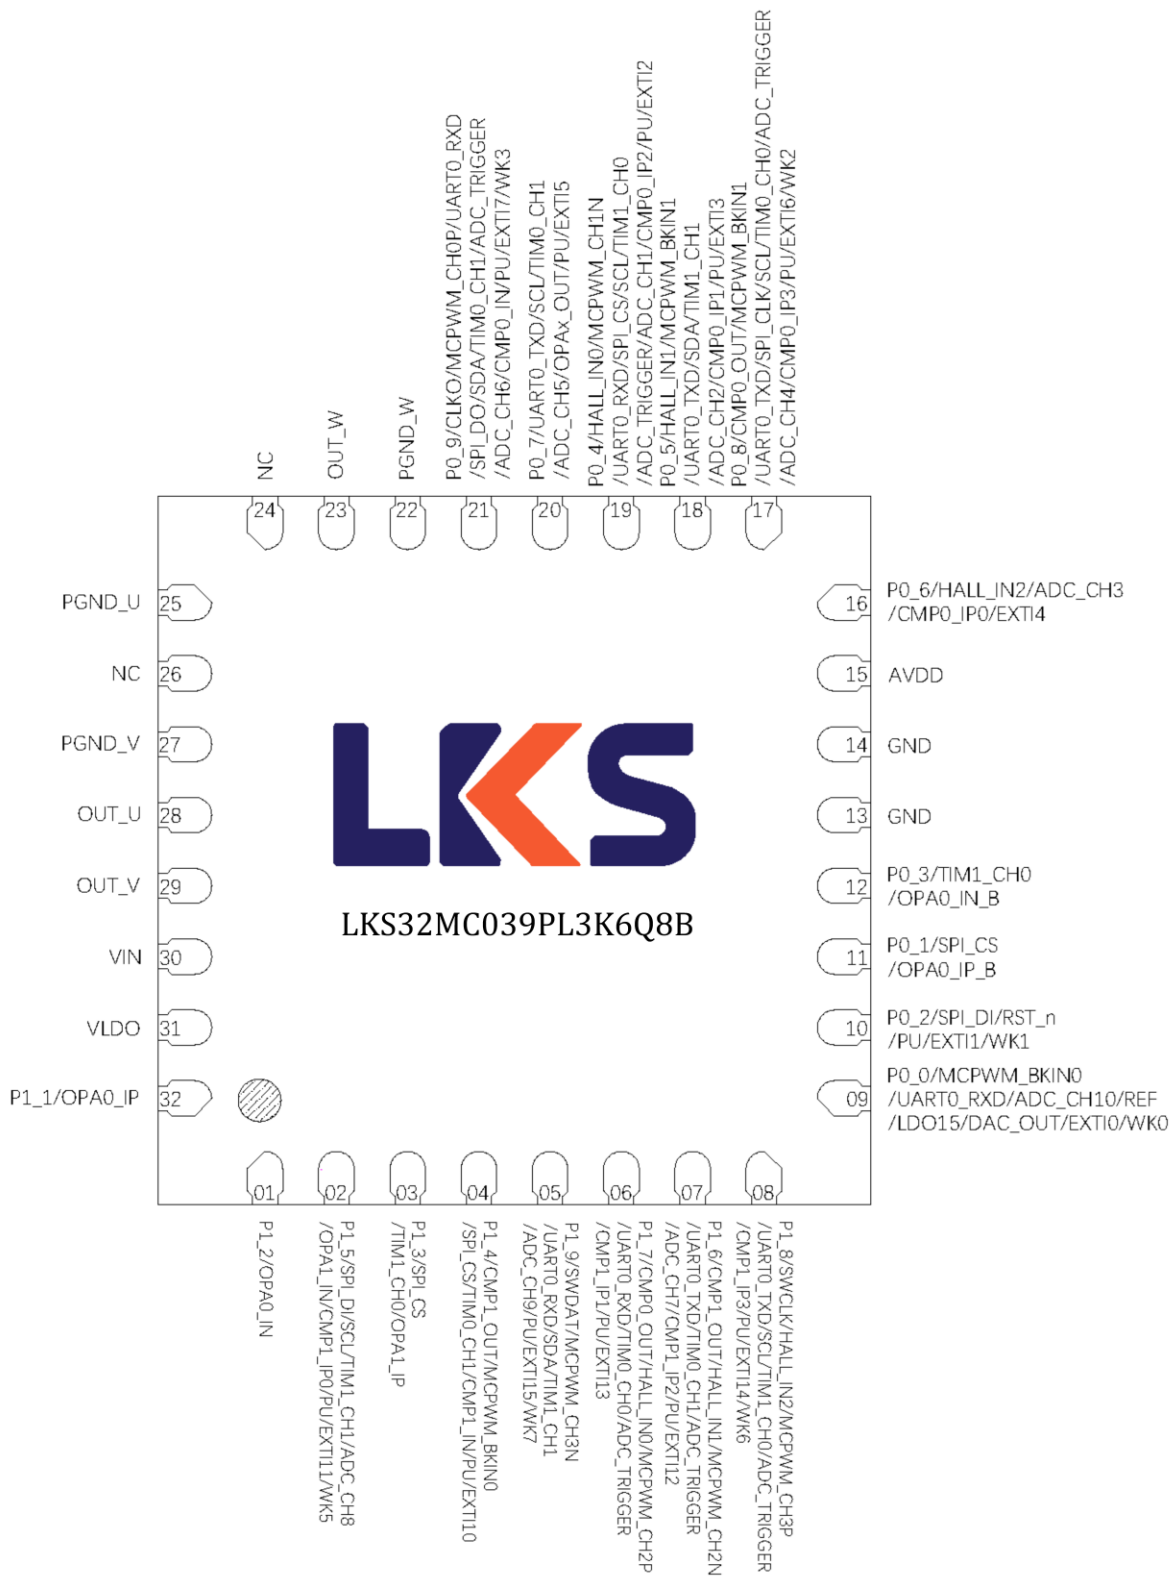 P0_9/CLKO/MCPWM_CH0P/UART0_RXD
/SPI_DO/SDA/TIM0_CH1/ADC_TRIGGER
/ADC_CH6/CMP0_IN/PU/EXTI7/WK3
P0_7/UART0_TXD/SCL/TIM0_CH1
/ADC_CH5/OPAx_OUT/PU/EXTI5
P0_4/HALL_IN0/MCPWM_CH1N
/UART0_RXD/SPI_CS/SCL/TIM1_CH0
/ADC_TRIGGER/ADC_CH1/CMP0_IP2/PU/EXTI2
P0_5/HALL_IN1/MCPWM_BKIN1
/UART0_TXD/SDA/TIM1_CH1
/ADC_CH2/CMP0_IP1/PU/EXTI3
P0_8/CMP0_OUT/MCPWM_BKIN1
/UART0_TXD/SPI_CLK/SCL/TIM0_CH0/ADC_TRIGGER
/ADC_CH4/CMP0_IP3/PU/EXTI6/WK2
NC
OUT_W
PGND_W
24
23
22
21
20
19
18
17
PGND_U 25
NC 26
PGND_V 27
OUT_U 28
OUT_V 29
VIN 30
VLDO 31
P1_1/OPA0_IP 32
LKS
LKS32MC039PL3K6Q8B
16 P0_6/HALL_IN2/ADC_CH3
/CMP0_IP0/EXTI4
15 AVDD
14 GND
13 GND
12 P0_3/TIM1_CH0
/OPA0_IN_B
11 P0_1/SPI_CS
/OPA0_IP_B
10 P0_2/SPI_DI/RST_n
/PU/EXTI1/WK1
P0_0/MCPWM_BKIN0
09 /UART0_RXD/ADC_CH10/REF
/LDO15/DAC_OUT/EXTI0/WK0
01
02
03
04
05
06
07
08
P1_2/OPA0_IN
P1_5/SPI_DI/SCL/TIM1_CH1/ADC_CH8
/OPA1_IN/CMP1_IP0/PU/EXTI11/WK5
P1_3/SPI_CS
/TIM1_CH0/OPA1_IP
P1_4/CMP1_OUT/MCPWM_BKIN0
/SPI_CS/TIM0_CH1/CMP1_IN/PU/EXTI10
P1_9/SWDAT/MCPWM_CH3N
/UART0_RXD/SDA/TIM1_CH1
/ADC_CH9/PU/EXTI15/WK7
P1_7/CMP0_OUT/HALL_IN0/MCPWM_CH2P
/UART0_RXD/TIM0_CH0/ADC_TRIGGER
/CMP1_IP1/PU/EXTI13
P1_6/CMP1_OUT/HALL_IN1/MCPWM_CH2N
/UART0_TXD/TIM0_CH1/ADC_TRIGGER
/ADC_CH7/CMP1_IP2/PU/EXTI12
P1_8/SWCLK/HALL_IN2/MCPWM_CH3P
/UART0_TXD/SCL/TIM1_CH0/ADC_TRIGGER
/CMP1_IP3/PU/EXTI14/WK6